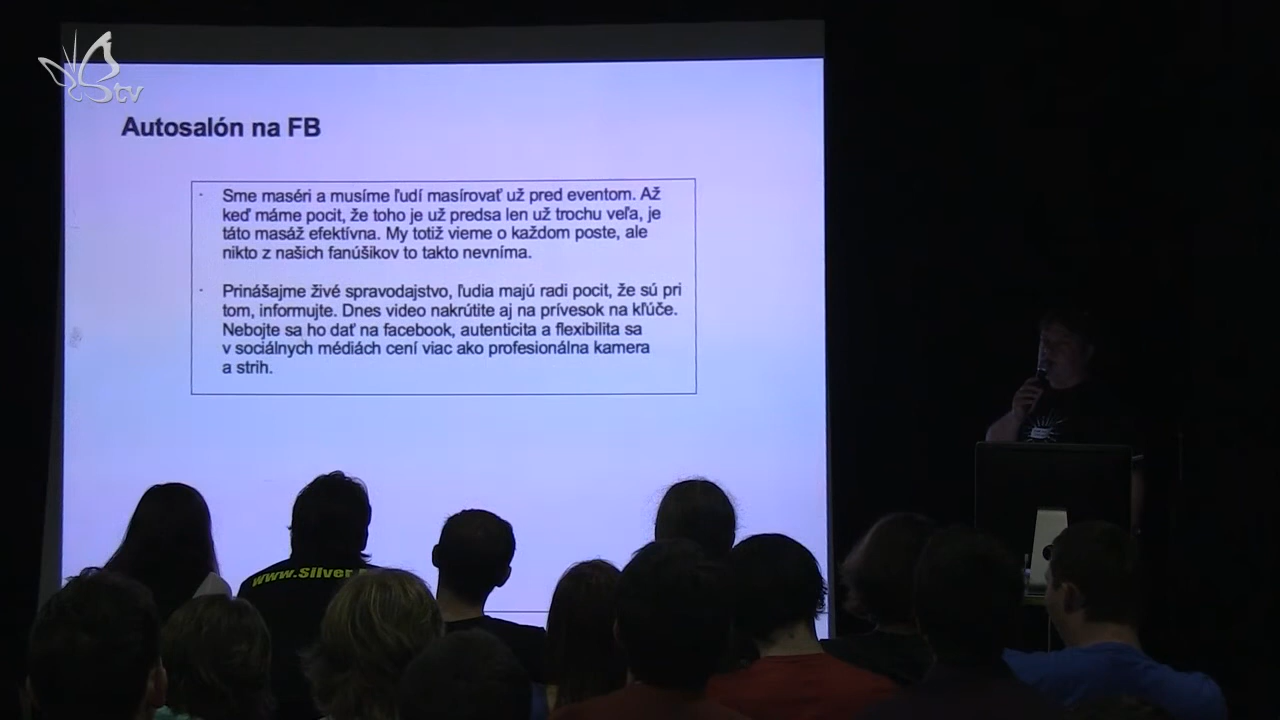 tv
Autosalón na FB
Sme maséri a musíme ľudí masírovať už pred eventom. Až
keď máme pocit, že toho je už predsa len už trochu veľa, je
táto masáž efektívna. My totiž vieme o každom poste, ale
nikto z našich fanúšikov to takto nevníma.
Prinášajme živé spravodajstvo, ľudia majú radi pocit, že sú pri
tom, informujte. Dnes video nakrútite aj na prívesok na kľúče.
Nebojte sa ho dať na facebook, autenticita a flexibilita sa
v sociálnych médiách cení viac ako profesionálna kamera
a strih.
www.Silver